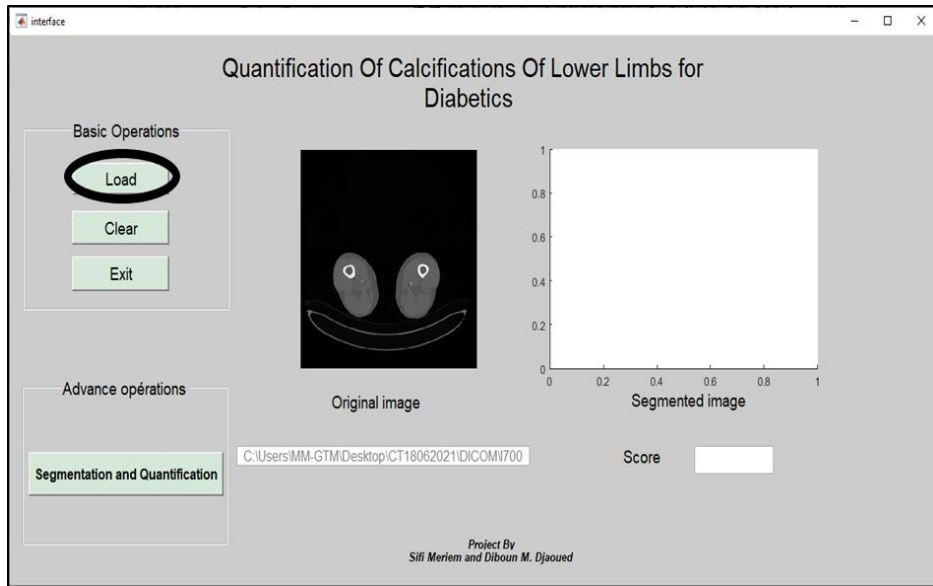 interface
Quantification Of Calcifications Of Lower Limbs for
Diabetics
Basic Operations
Load
Clear
Exit
1
0.8
0.6
0.4
0.2
0
0
0.2
0.4
0.6
0.8
1
Original image
Segmented image
Advance opérations
Segmentation and Quantification
C:\Users\MM-GTM\Desktop\CT18062021\DICOM\I700
Score
Project By
Sifi Meriem and Diboun M. Djaoued